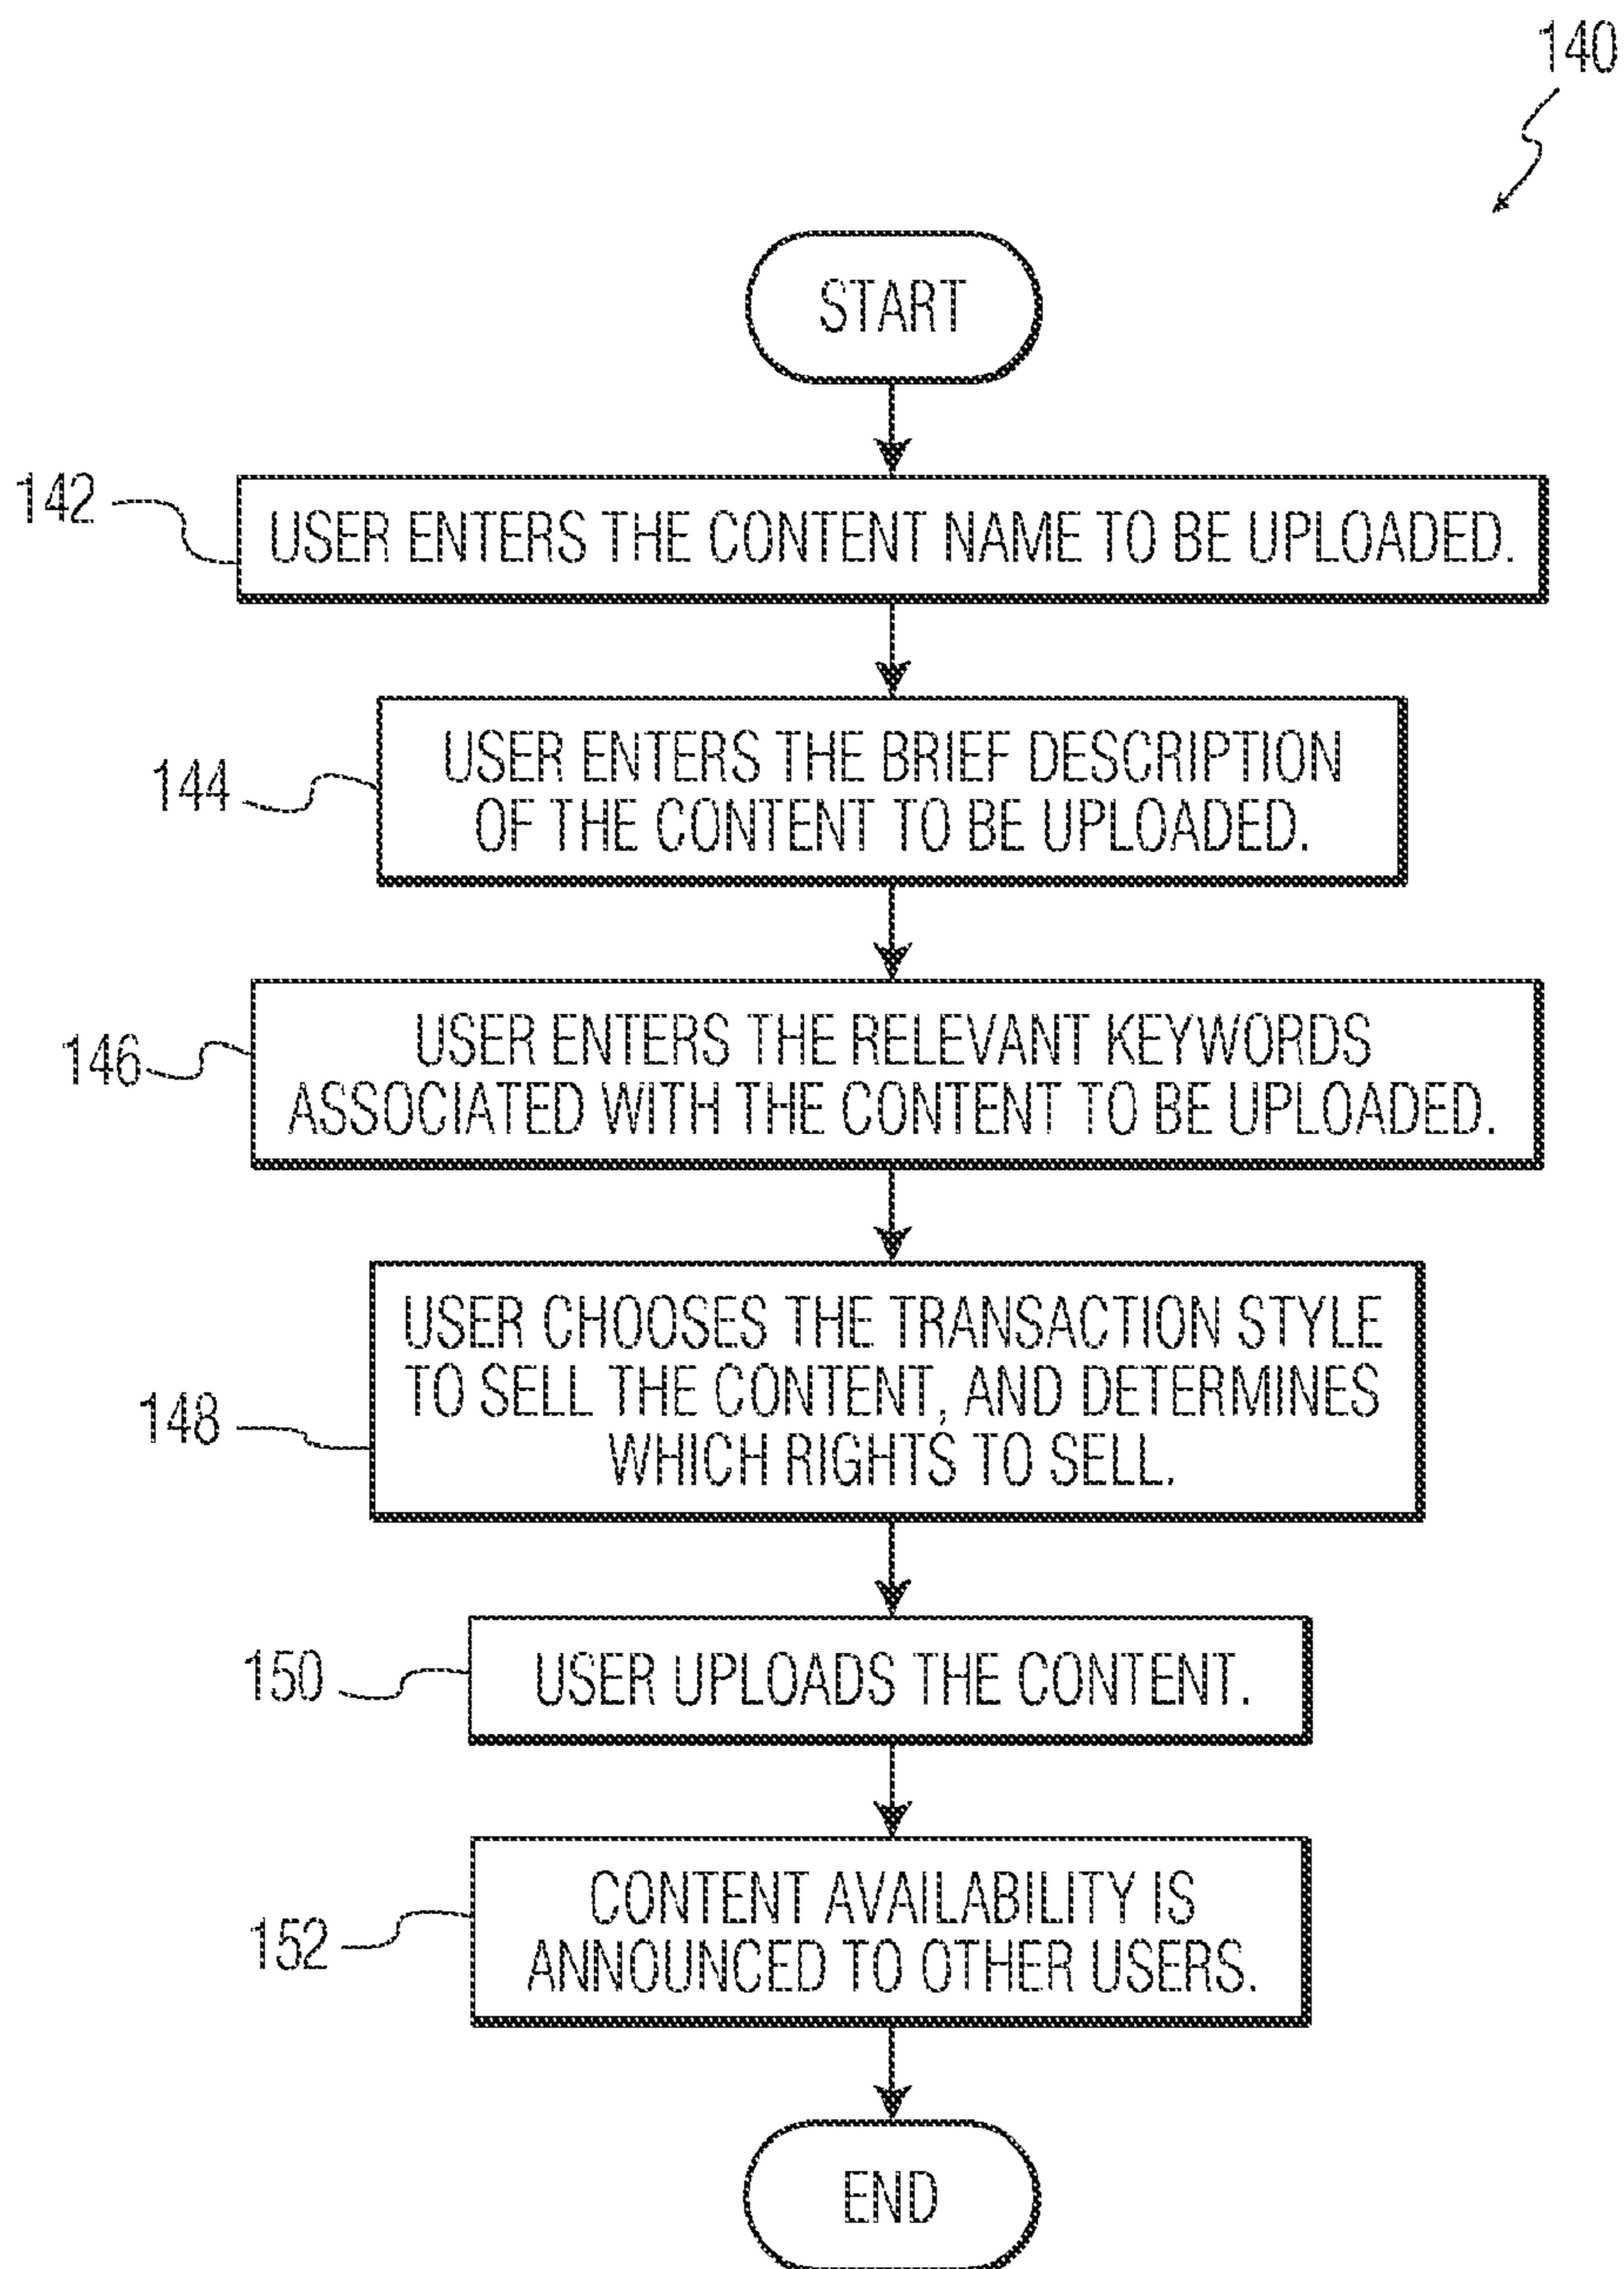 140
START
142
USER ENTERS THE CONTENT NAME TO BE UPLOADED.
144
USER ENTERS THE BRIEF DESCRIPTION
OF THE CONTENT TO BE UPLOADED.
146
USER ENTERS THE RELEVANT KEYWORDS
ASSOCIATED WITH THE CONTENT TO BE UPLOADED.
148
USER CHOOSES THE TRANSACTION STYLE
TO SELL THE CONTENT, AND DETERMINES
WHICH RIGHTS TO SELL.
150
USER UPLOADS THE CONTENT.
152
CONTENT AVAILABILITY IS
ANNOUNCED TO OTHER USERS.
END